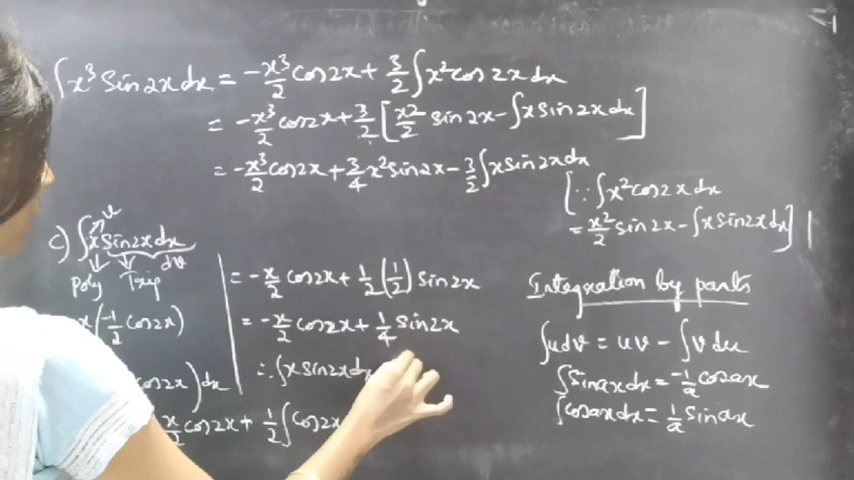 ∫x³ Sin2x dx = -x³/2 cos2x + 3/2 ∫x² cos2x dx
= -x³/2 cos2x + 3/2 [x²/2 sin2x - ∫x sin2x dx]
= -x³/2 cos2x + 3/4 x² sin2x - 3/2 ∫x sin2x dx
[∵ ∫x² cos2x dx
= x²/2 sin2x - ∫x sin2x dx]
c) ∫x sin2x dx
u
dv
Poly Trig
x(-1/2 cos2x)
cos2x)dx
x/2 cos2x + 1/2 ∫cos2x
= -x/2 cos2x + 1/2 (1/2) Sin2x
= -x/2 cos2x + 1/4 sin2x
∴ ∫x sin2x dx
Integration by parts
∫u dv = uv - ∫v du
∫sin ax dx = -1/a cos ax
∫cos ax dx = 1/a sin ax